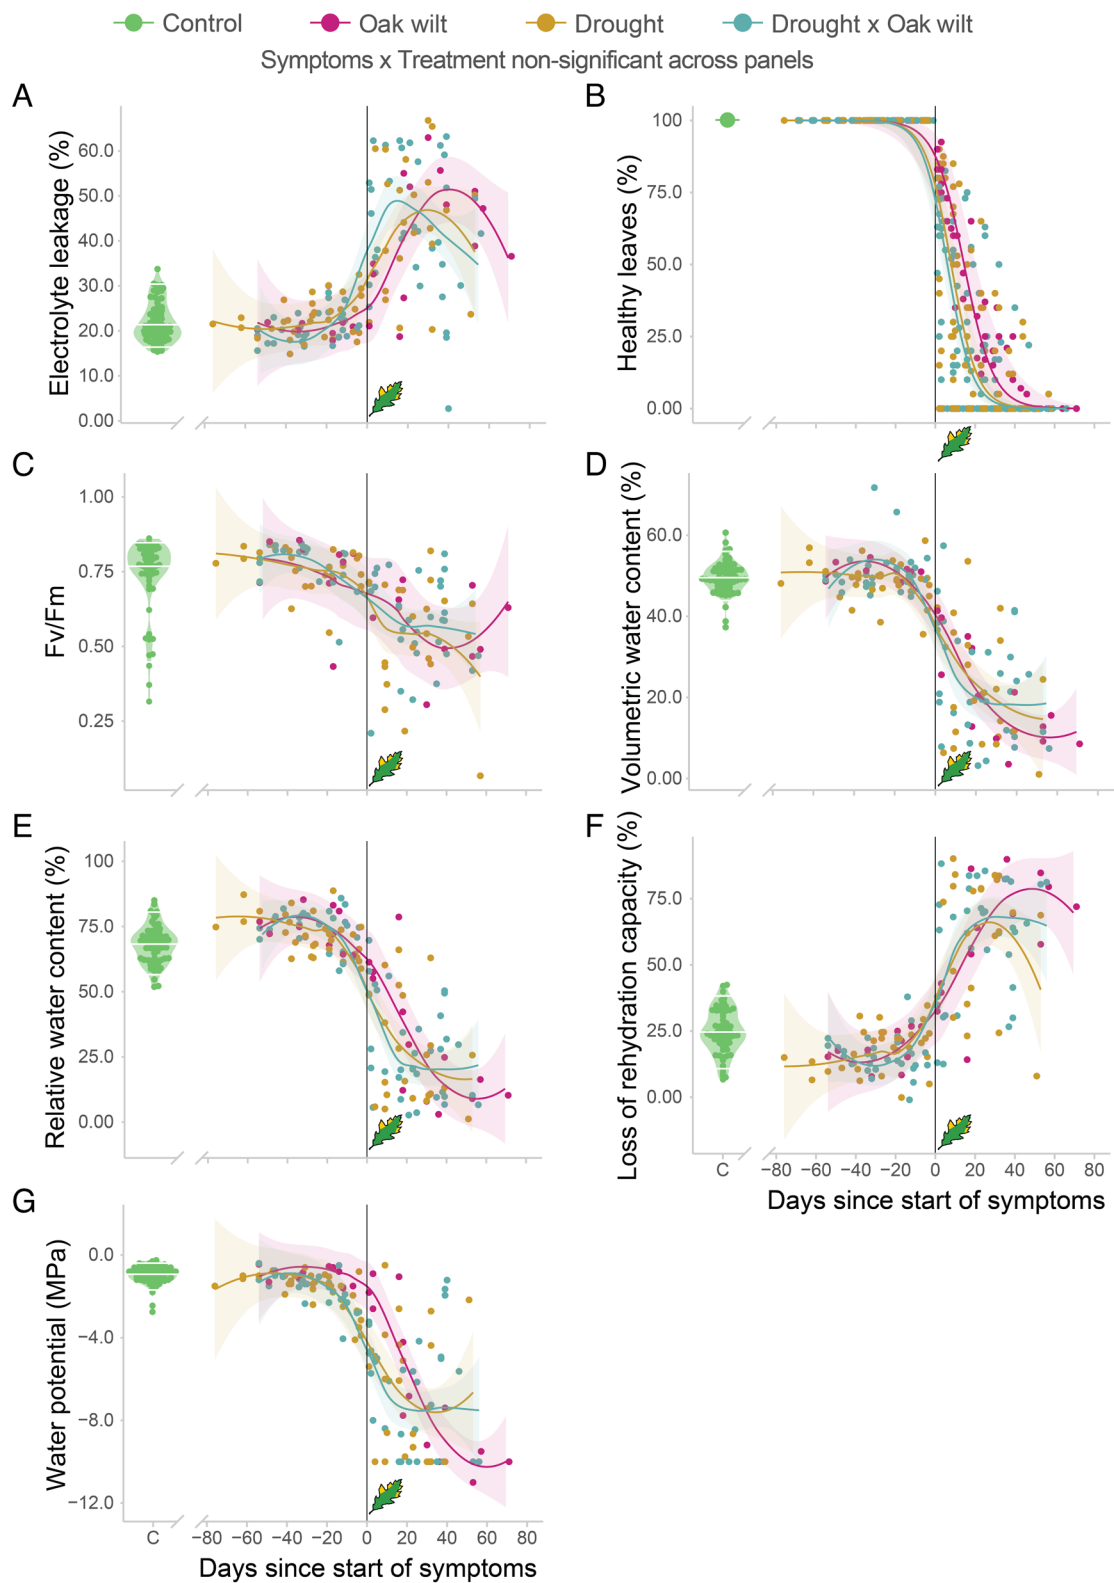 Control Oak wilt Drought Drought x Oak wilt
Symptoms x Treatment non-significant across panels
A
Electrolyte leakage (%)
60.0
50.0
40.0
30.0
20.0
10.0
0.00
B
Healthy leaves (%)
100
75.0
50.0
25.0
0.00
C
Fv/Fm
1.00
0.75
0.50
0.25
D
Volumetric water content (%)
60.0
40.0
20.0
0.00
E
Relative water content (%)
100
75.0
50.0
25.0
0.00
F
Loss of rehydration capacity (%)
75.0
50.0
25.0
0.00
C −80 −60 −40 −20 0 20 40 60 80
Days since start of symptoms
G
Water potential (MPa)
0.0
−4.0
−8.0
−12.0
C −80 −60 −40 −20 0 20 40 60 80
Days since start of symptoms